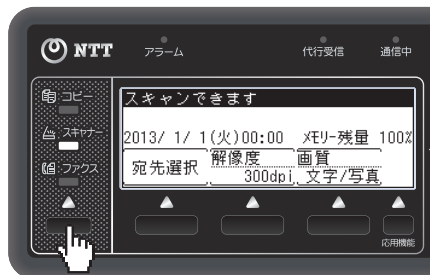 NTT
アラーム
代行受信
通信中
コピー
スキャナー
ファクス
スキャンできます
2013/ 1/ 1(火)00:00 メモリー残量 100%
宛先選択
解像度
300dpi
画質
文字/写真
応用機能